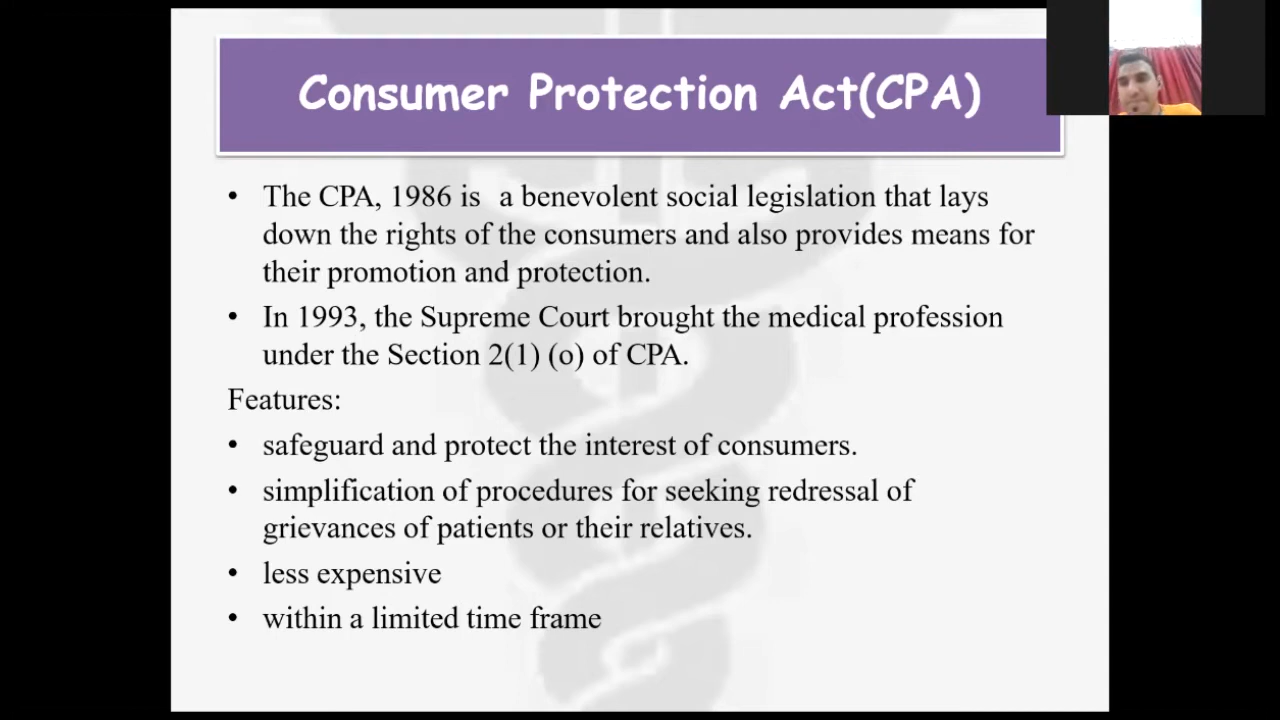 Consumer Protection Act(CPA)
• The CPA, 1986 is a benevolent social legislation that lays
down the rights of the consumers and also provides means for
their promotion and protection.
• In 1993, the Supreme Court brought the medical profession
under the Section 2(1) (o) of CPA.
Features:
• safeguard and protect the interest of consumers.
• simplification of procedures for seeking redressal of
grievances of patients or their relatives.
• less expensive
• within a limited time frame